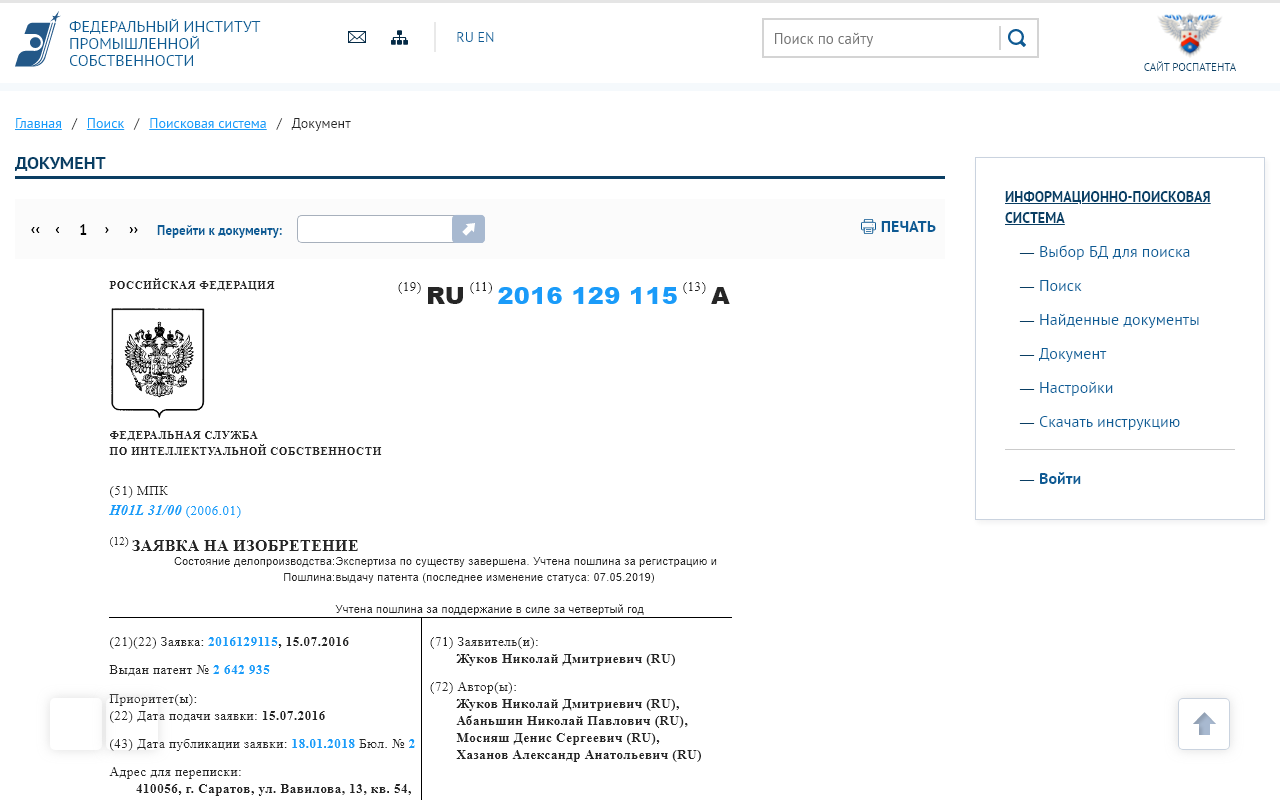 ФЕДЕРАЛЬНЫЙ ИНСТИТУТ
ПРОМЫШЛЕННОЙ
СОБСТВЕННОСТИ
RU EN
Поиск по сайту
САЙТ РОСПАТЕНТА
Главная / Поиск / Поисковая система / Документ
ДОКУМЕНТ
‹‹ ‹ 1 › ›› Перейти к документу:
ПЕЧАТЬ
РОССИЙСКАЯ ФЕДЕРАЦИЯ
(19) RU (11) 2016 129 115 (13) A
ФЕДЕРАЛЬНАЯ СЛУЖБА
ПО ИНТЕЛЛЕКТУАЛЬНОЙ СОБСТВЕННОСТИ
(51) МПК
H01L 31/00 (2006.01)
(12) ЗАЯВКА НА ИЗОБРЕТЕНИЕ
Состояние делопроизводства:Экспертиза по существу завершена. Учтена пошлина за регистрацию и
Пошлина:выдачу патента (последнее изменение статуса: 07.05.2019)
Учтена пошлина за поддержание в силе за четвертый год
(21)(22) Заявка: 2016129115, 15.07.2016
Выдан патент № 2 642 935
Приоритет(ы):
(22) Дата подачи заявки: 15.07.2016
(43) Дата публикации заявки: 18.01.2018 Бюл. № 2
Адрес для переписки:
410056, г. Саратов, ул. Вавилова, 13, кв. 54,
(71) Заявитель(и):
Жуков Николай Дмитриевич (RU)
(72) Автор(ы):
Жуков Николай Дмитриевич (RU),
Абаньшин Николай Павлович (RU),
Мосияш Денис Сергеевич (RU),
Хазанов Александр Анатольевич (RU)
ИНФОРМАЦИОННО-ПОИСКОВАЯ
СИСТЕМА
— Выбор БД для поиска
— Поиск
— Найденные документы
— Документ
— Настройки
— Скачать инструкцию
— Войти